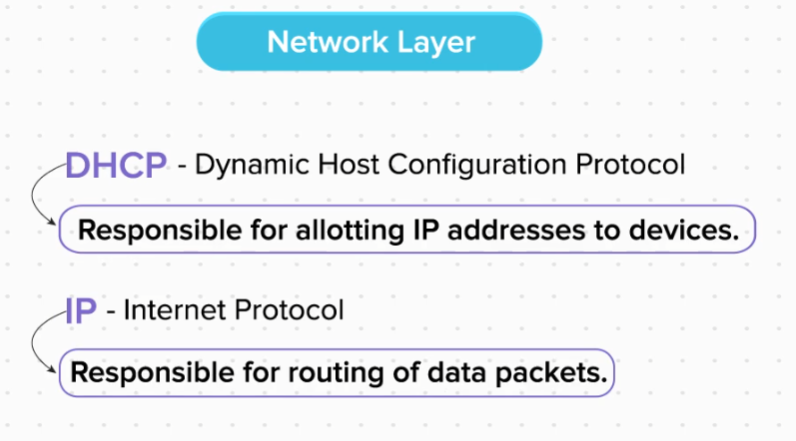 Network Layer
DHCP - Dynamic Host Configuration Protocol
Responsible for allotting IP addresses to devices.
IP - Internet Protocol
Responsible for routing of data packets.